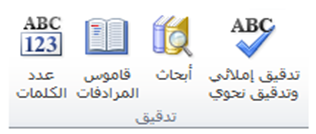 ABC
تدقيق إملائي
وتدقيق نحوي
أبحاث
قاموس
المرادفات
ABC
123
عدد
الكلمات
تدقيق